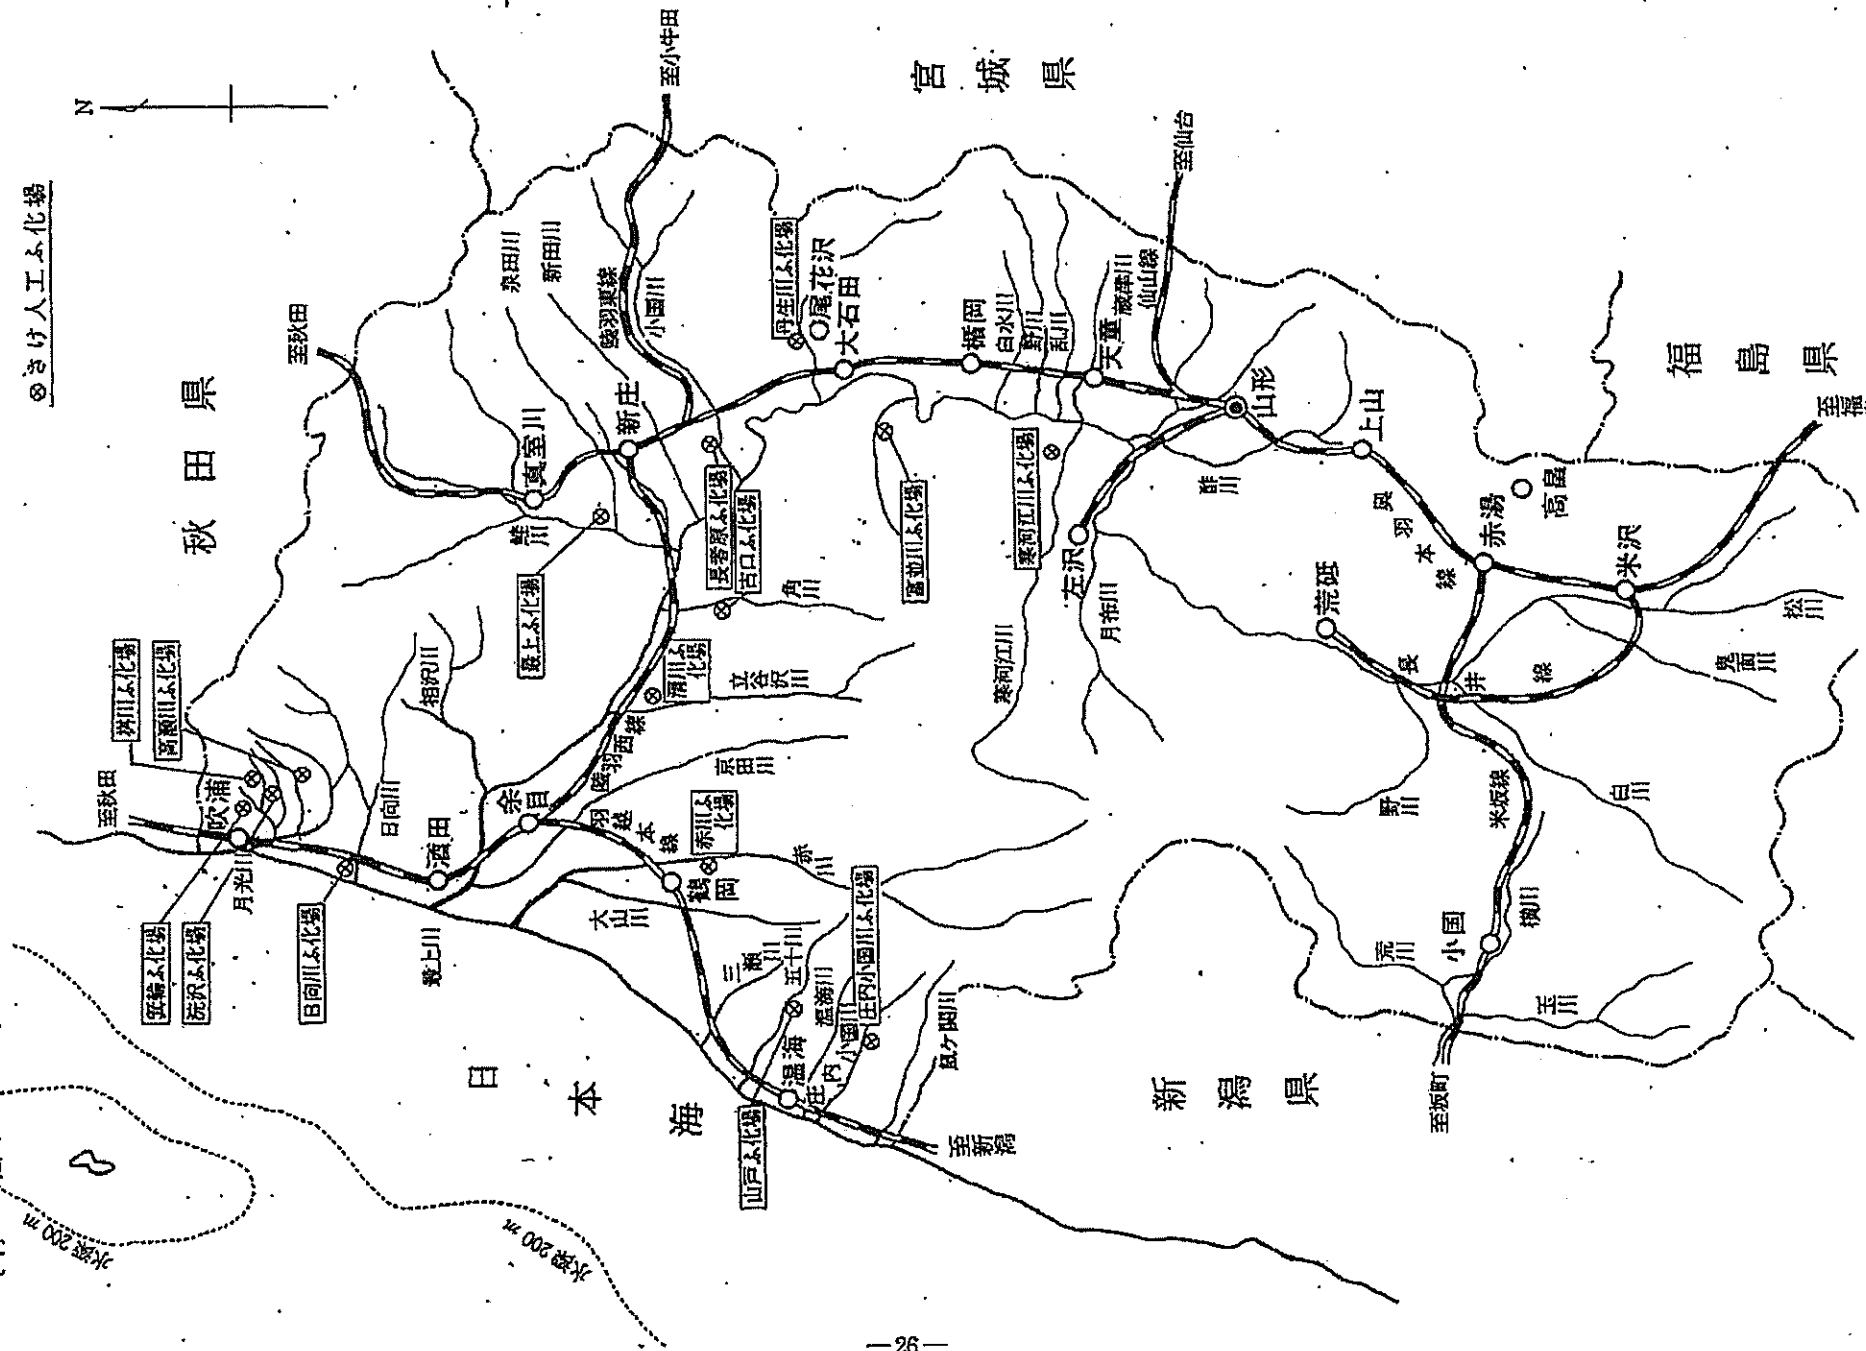 ⊗さけ人工ふ化場
N
秋田県
宮城県
福島県
新潟県
日本海
至秋田
至秋田
至小牛田
至仙台
至新潟
至坂町
水深200m
水深200m
桝川ふ化場
高瀬川ふ化場
箕輪ふ化場
洗沢ふ化場
日向川ふ化場
最上ふ化場
長者原ふ化場
古口ふ化場
丹生川ふ化場
富並川ふ化場
寒河江川ふ化場
清川ふ化場
赤川ふ化場
庄内小国川ふ化場
山戸ふ化場
吹浦
酒田
余目
鶴岡
温海
真室川
新庄
尾花沢
大石田
楯岡
天童
山形
上山
左沢
荒砥
赤湯
高畠
米沢
小国
月光川
日向川
相沢川
最上川
鮭川
泉田川
新田川
小国川
角川
立谷沢川
京田川
赤川
大山川
三瀬川
五十川
温海川
庄内小国川
鼠ケ関川
白水川
野川
乱川
寒河江川
月布川
野川
白川
横川
荒川
玉川
松川
鬼面川
陸羽東線
陸羽西線
羽越本線
仙山線
奥羽本線
長井線
米坂線
—26—